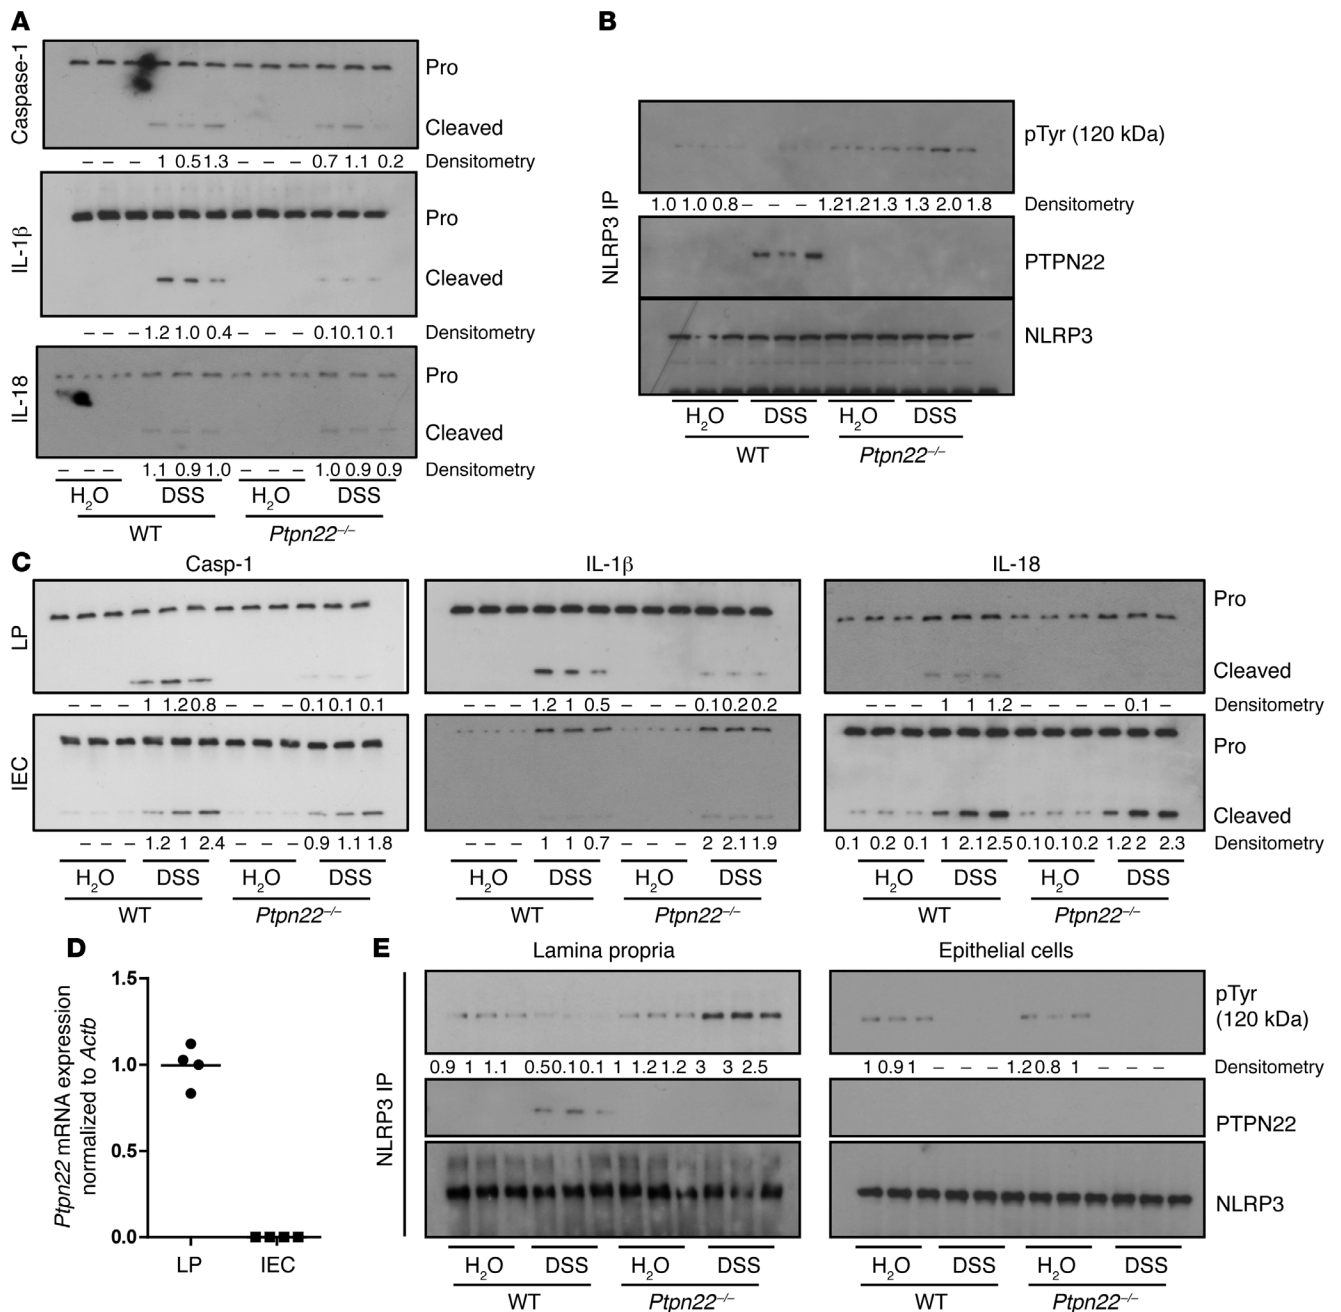 A
Caspase-1
Pro
Cleaved
– – – 1 0.5 1.3 – – – 0.7 1.1 0.2 Densitometry
IL-1β
Pro
Cleaved
– – – 1.2 1.0 0.4 – – – 0.1 0.1 0.1 Densitometry
IL-18
Pro
Cleaved
– – – 1.1 0.9 1.0 – – – 1.0 0.9 0.9 Densitometry
H2O DSS H2O DSS
WT Ptpn22–/–
B
NLRP3 IP
pTyr (120 kDa)
1.0 1.0 0.8 – – – 1.2 1.2 1.3 1.3 2.0 1.8 Densitometry
PTPN22
NLRP3
H2O DSS H2O DSS
WT Ptpn22–/–
C
Casp-1 IL-1β IL-18
LP
Pro
Cleaved
– – – 1 1.2 0.8 – – – 0.1 0.1 0.1 – – – 1.2 1 0.5 – – – 0.1 0.2 0.2 – – – 1 1 1.2 – – – – 0.1 – Densitometry
IEC
Pro
Cleaved
– – – 1.2 1 2.4 – – – 0.9 1.1 1.8 – – – 1 1 0.7 – – – 2 2.1 1.9 0.1 0.2 0.1 1 2.1 2.5 0.1 0.1 0.2 1.2 2 2.3 Densitometry
H2O DSS H2O DSS H2O DSS H2O DSS H2O DSS H2O DSS
WT Ptpn22–/– WT Ptpn22–/– WT Ptpn22–/–
D
Ptpn22 mRNA expression
normalized to Actb
1.5
1.0
0.5
0.0
LP IEC
E
Lamina propria Epithelial cells
NLRP3 IP
pTyr
(120 kDa)
0.9 1 1.1 0.5 0.1 0.1 1 1.2 1.2 3 3 2.5 1 0.9 1 – – – 1.2 0.8 1 – – – Densitometry
PTPN22
NLRP3
H2O DSS H2O DSS H2O DSS H2O DSS
WT Ptpn22–/– WT Ptpn22–/–